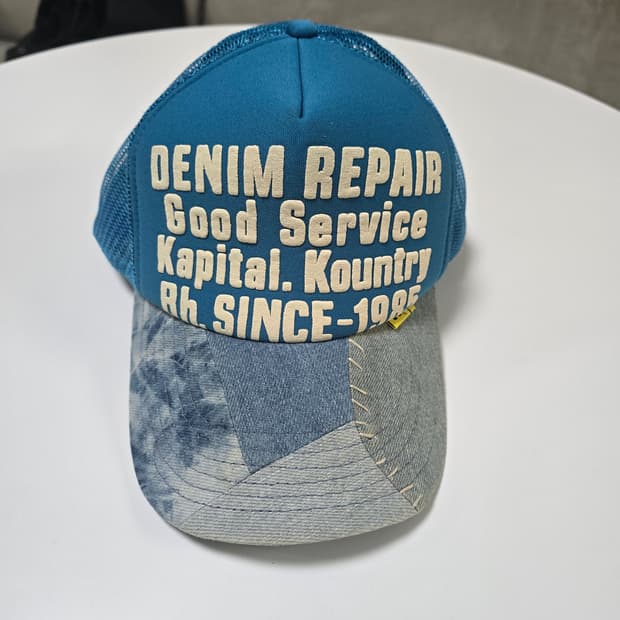 DENIM REPAIR
Good Service
Kapital. Kountry
Rh. SINCE-1985